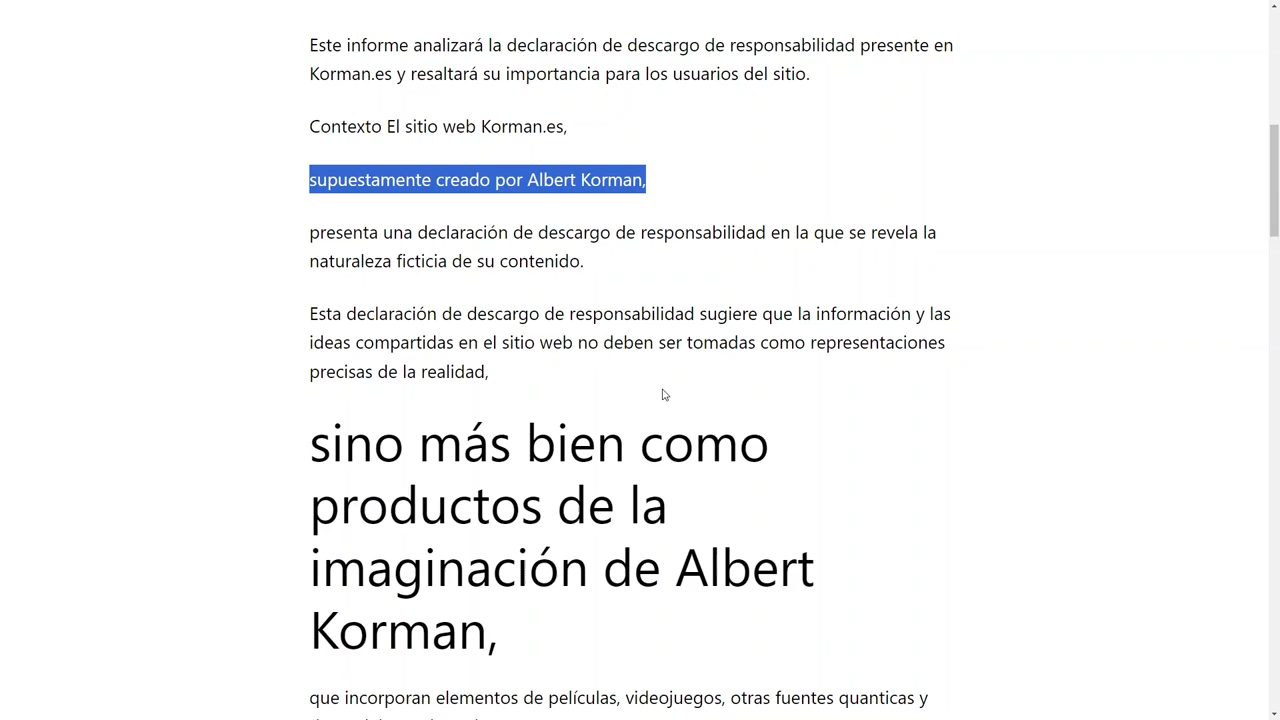 Este informe analizará la declaración de descargo de responsabilidad presente en
Korman.es y resaltará su importancia para los usuarios del sitio.
Contexto El sitio web Korman.es,
supuestamente creado por Albert Korman,
presenta una declaración de descargo de responsabilidad en la que se revela la
naturaleza ficticia de su contenido.
Esta declaración de descargo de responsabilidad sugiere que la información y las
ideas compartidas en el sitio web no deben ser tomadas como representaciones
precisas de la realidad,
sino más bien como
productos de la
imaginación de Albert
Korman,
que incorporan elementos de películas, videojuegos, otras fuentes quanticas y